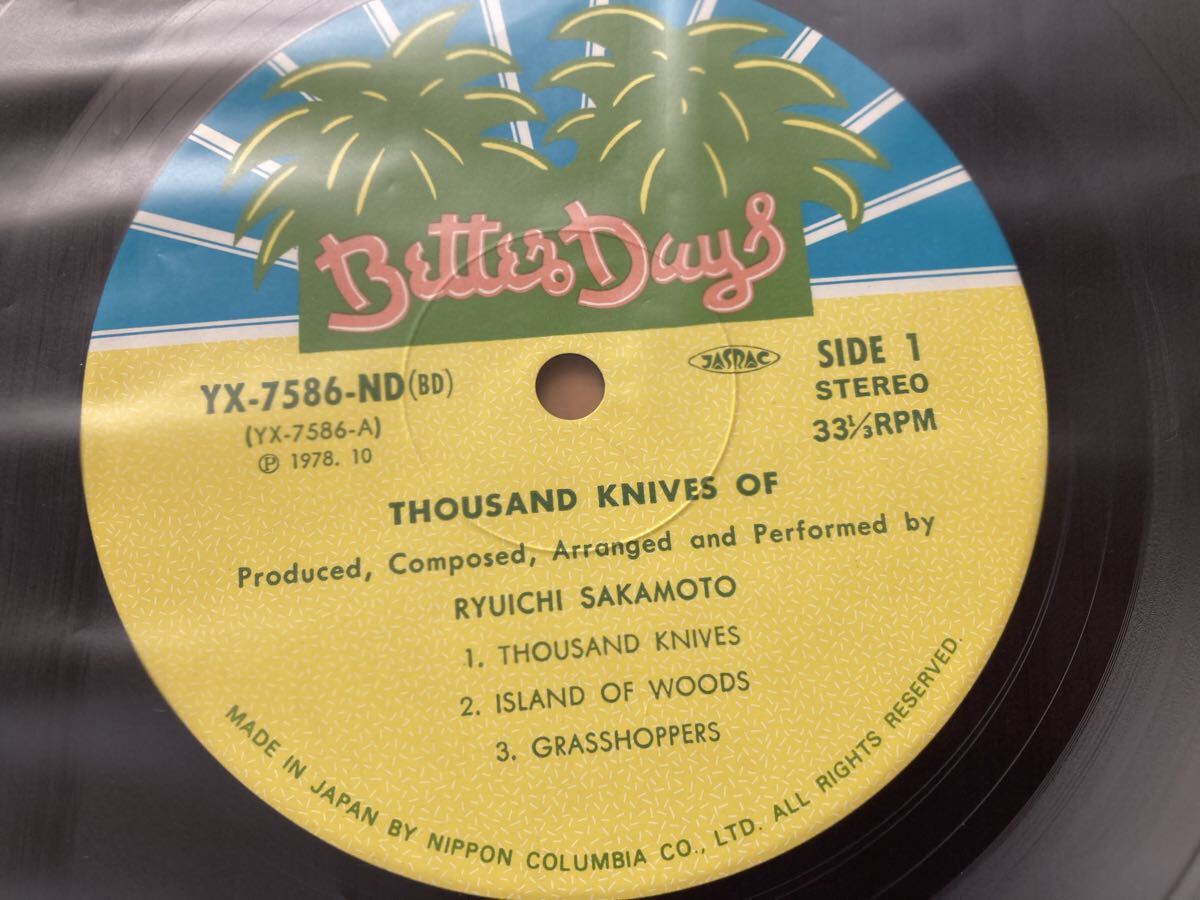 Better Days
YX-7586-ND(BD)
(YX-7586-A)
Ⓟ 1978. 10
JASRAC
SIDE 1
STEREO
33⅓RPM
THOUSAND KNIVES OF
Produced, Composed, Arranged and Performed by
RYUICHI SAKAMOTO
1. THOUSAND KNIVES
2. ISLAND OF WOODS
3. GRASSHOPPERS
MADE IN JAPAN BY NIPPON COLUMBIA CO., LTD. ALL RIGHTS RESERVED.